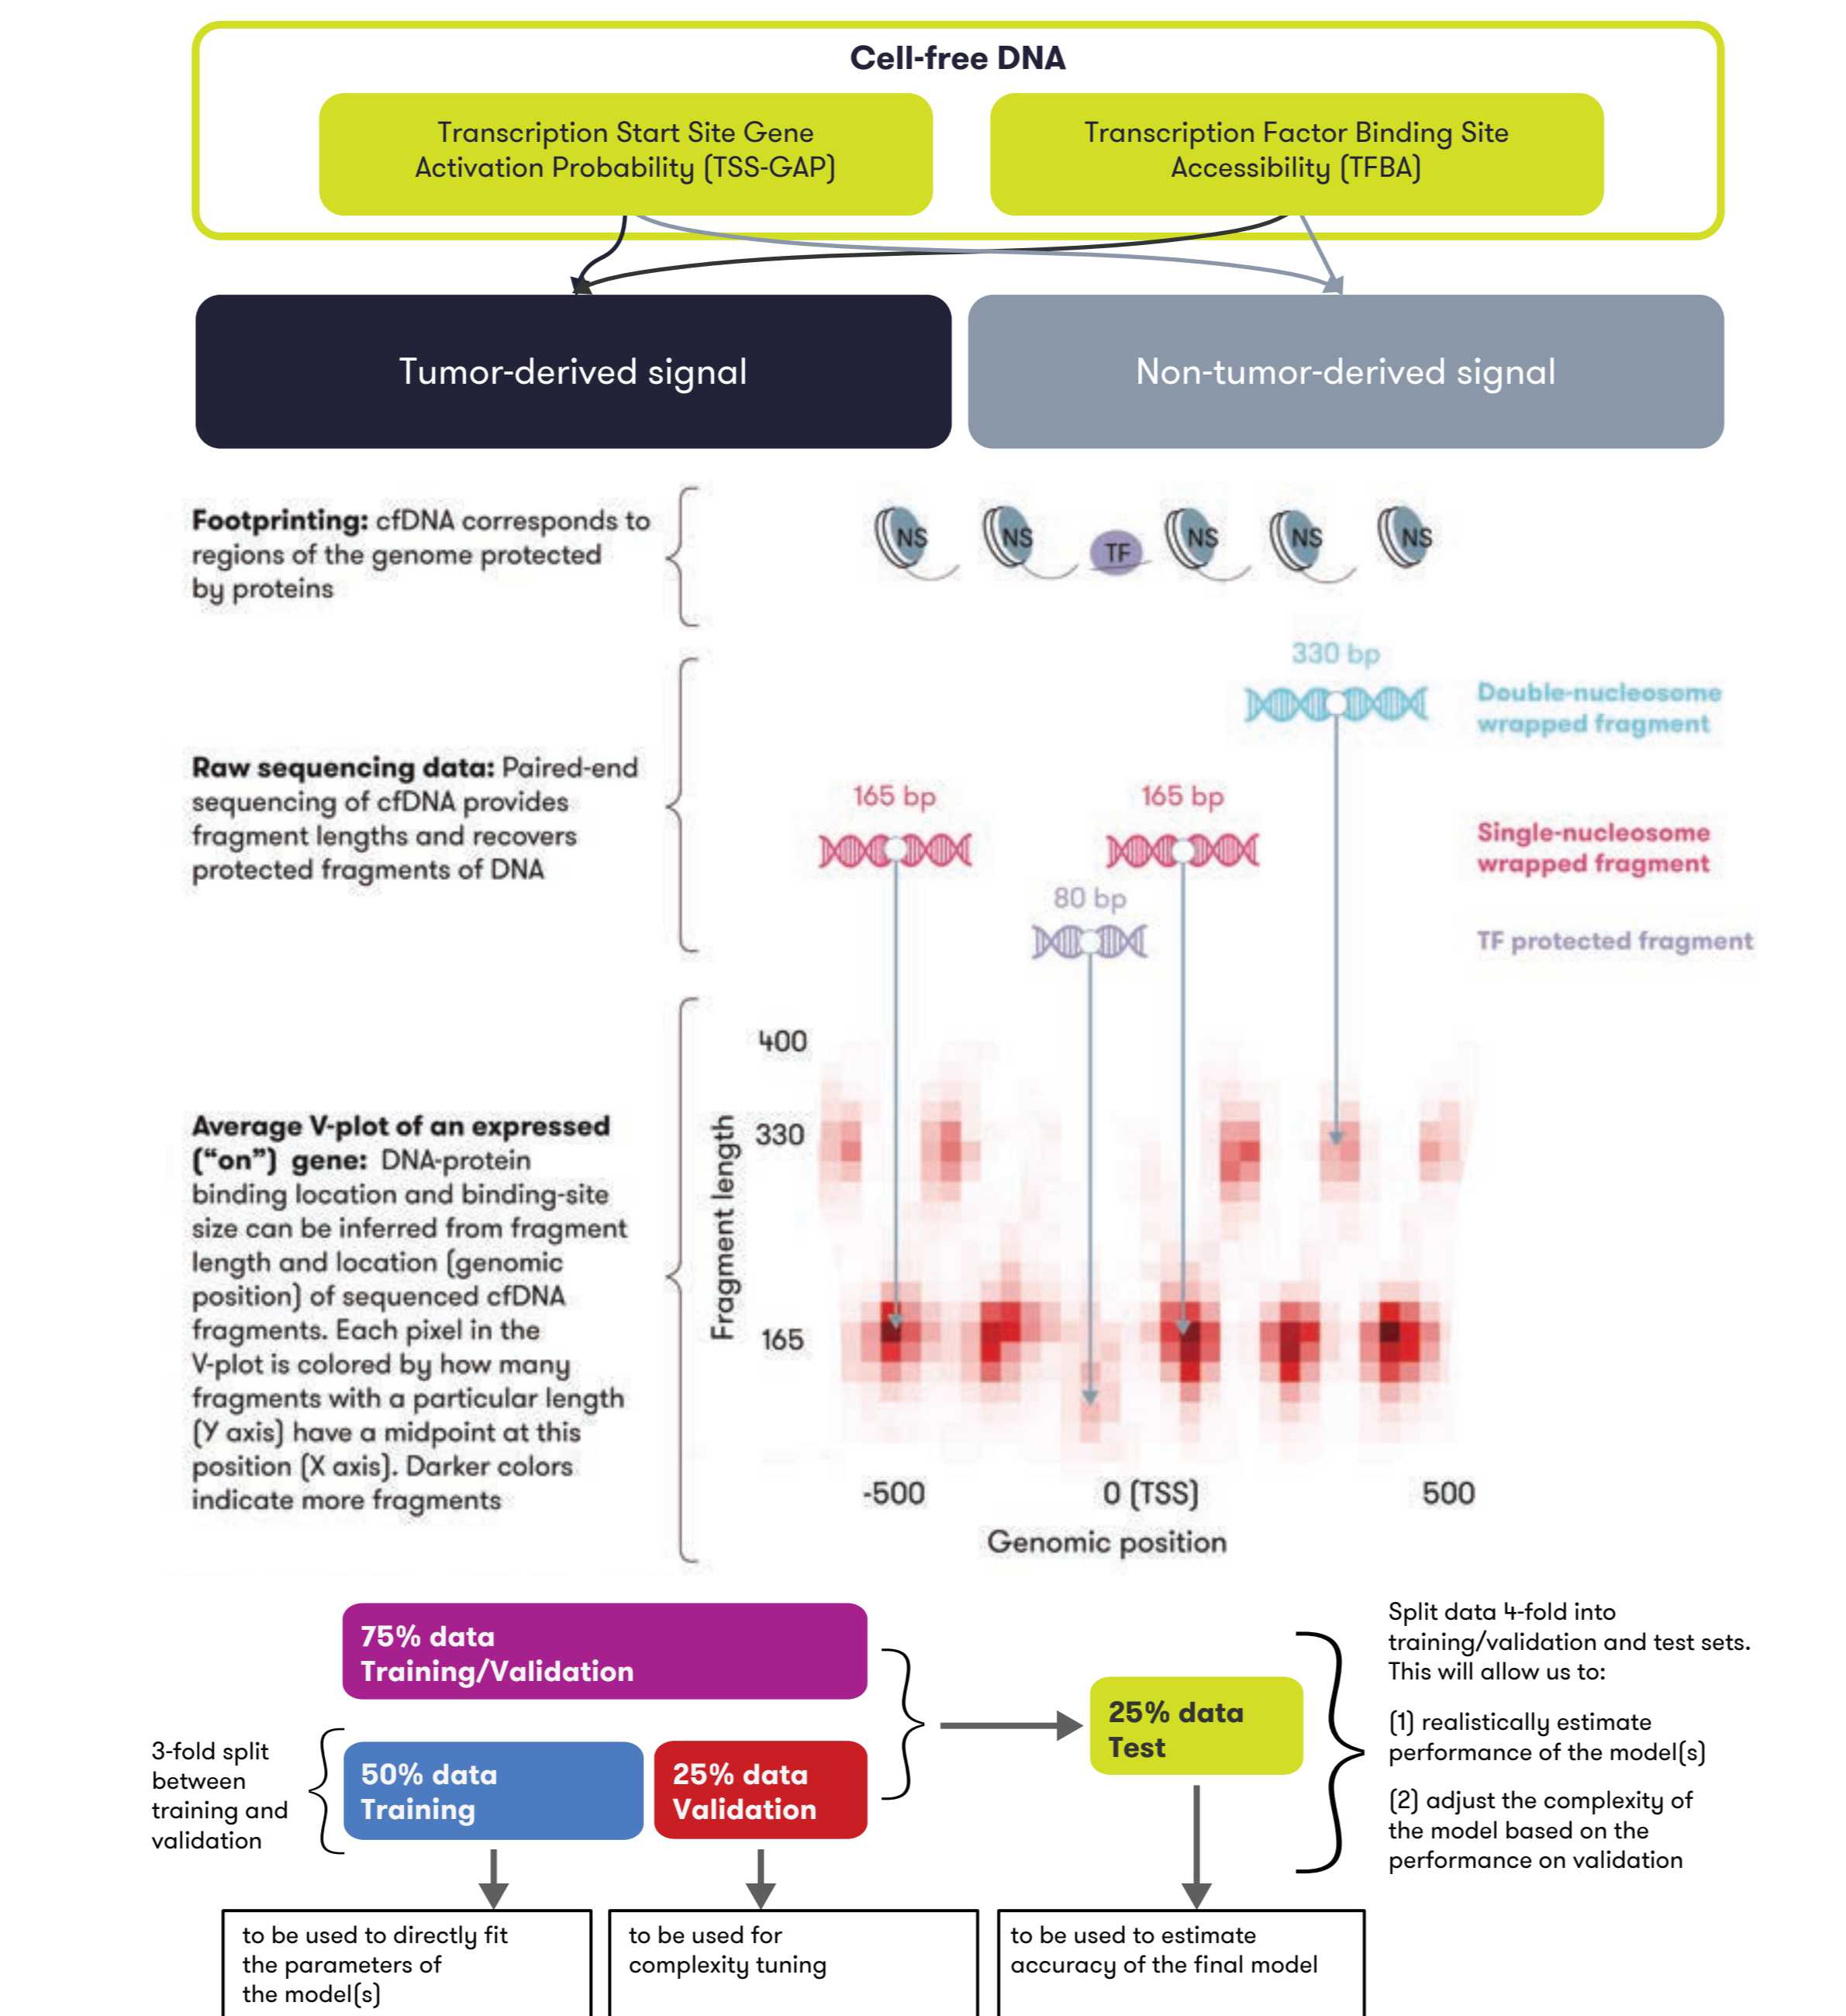 Cell-free DNA
Transcription Start Site Gene
Activation Probability (TSS-GAP)
Transcription Factor Binding Site
Accessibility (TFBA)
Tumor-derived signal
Non-tumor-derived signal
Footprinting: cfDNA corresponds to
regions of the genome protected
by proteins
NS
NS
TF
NS
NS
NS
330 bp
Double-nucleosome
wrapped fragment
Raw sequencing data: Paired-end
sequencing of cfDNA provides
fragment lengths and recovers
protected fragments of DNA
165 bp
165 bp
Single-nucleosome
wrapped fragment
80 bp
TF protected fragment
Average V-plot of an expressed
(“on”) gene: DNA-protein
binding location and binding-site
size can be inferred from fragment
length and location (genomic
position) of sequenced cfDNA
fragments. Each pixel in the
V-plot is colored by how many
fragments with a particular length
(Y axis) have a midpoint at this
position (X axis). Darker colors
indicate more fragments
Fragment length
400
330
165
-500
0 (TSS)
500
Genomic position
75% data
Training/Validation
3-fold split
between
training and
validation
50% data
Training
25% data
Validation
25% data
Test
Split data 4-fold into
training/validation and test sets.
This will allow us to:
(1) realistically estimate
performance of the model(s)
(2) adjust the complexity of
the model based on the
performance on validation
to be used to directly fit
the parameters of
the model(s)
to be used for
complexity tuning
to be used to estimate
accuracy of the final model